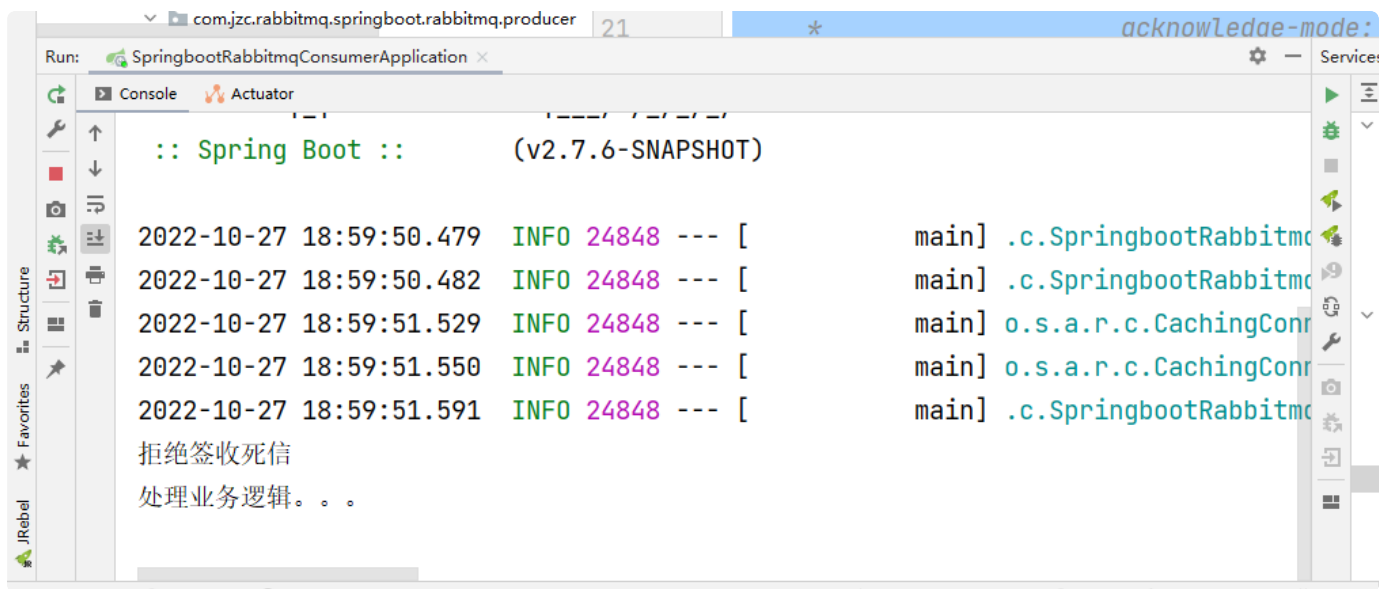 com.jzc.rabbitmq.springboot.rabbitmq.producer
21 * acknowledge-mode:
Run: SpringbootRabbitmqConsumerApplication
Services
Console Actuator
:: Spring Boot :: (v2.7.6-SNAPSHOT)
2022-10-27 18:59:50.479 INFO 24848 --- [ main] .c.SpringbootRabbitmq
2022-10-27 18:59:50.482 INFO 24848 --- [ main] .c.SpringbootRabbitmq
2022-10-27 18:59:51.529 INFO 24848 --- [ main] o.s.a.r.c.CachingConn
2022-10-27 18:59:51.550 INFO 24848 --- [ main] o.s.a.r.c.CachingConn
2022-10-27 18:59:51.591 INFO 24848 --- [ main] .c.SpringbootRabbitmq
拒绝签收死信
处理业务逻辑。。。
Structure
Favorites
JRebel